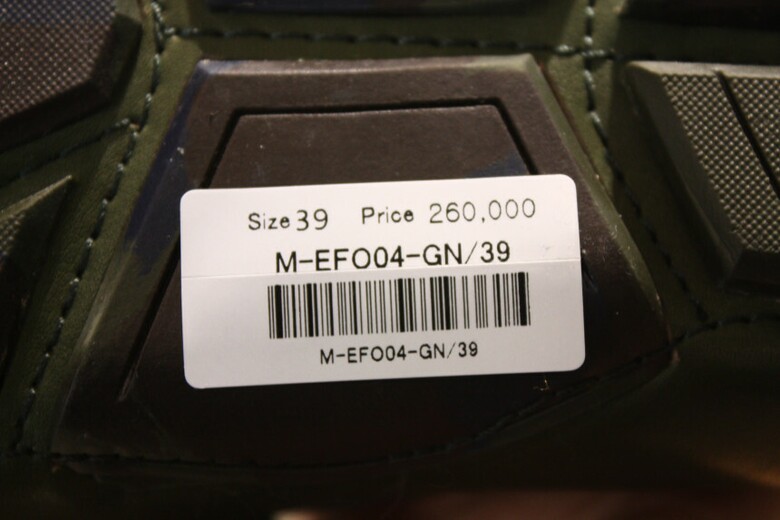 Size 39 Price 260,000
M-EFO04-GN/39
M-EFO04-GN/39